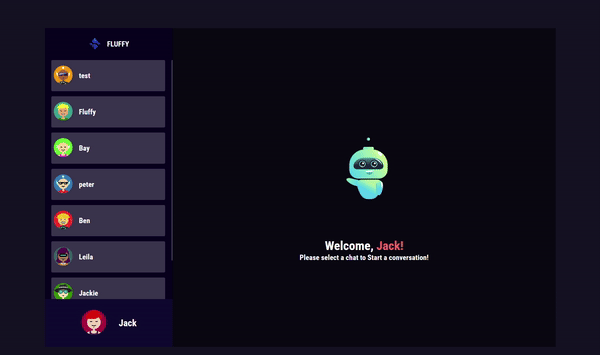 FLUFFY
test
Fluffy
Bay
peter
Ben
Leila
Jackie
Jack
Welcome, Jack!
Please select a chat to Start a conversation!